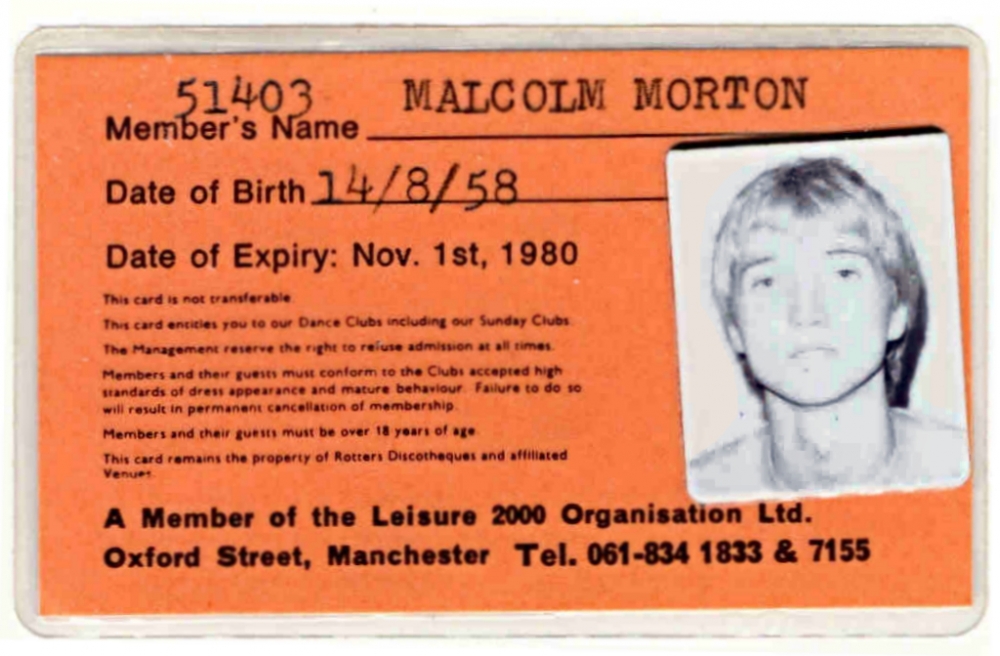 51403 MALCOLM MORTON
Member's Name
Date of Birth 14/8/58
Date of Expiry: Nov. 1st, 1980
This card is not transferable.
This card entitles you to our Dance Clubs including our Sunday Clubs.
The Management reserve the right to refuse admission at all times.
Members and their guests must conform to the Clubs accepted high
standards of dress appearance and mature behaviour. Failure to do so
will result in permanent cancellation of membership.
Members and their guests must be over 18 years of age.
This card remains the property of Rotters Discotheques and affiliated
Venues.
A Member of the Leisure 2000 Organisation Ltd.
Oxford Street, Manchester Tel. 061-834 1833 & 7155